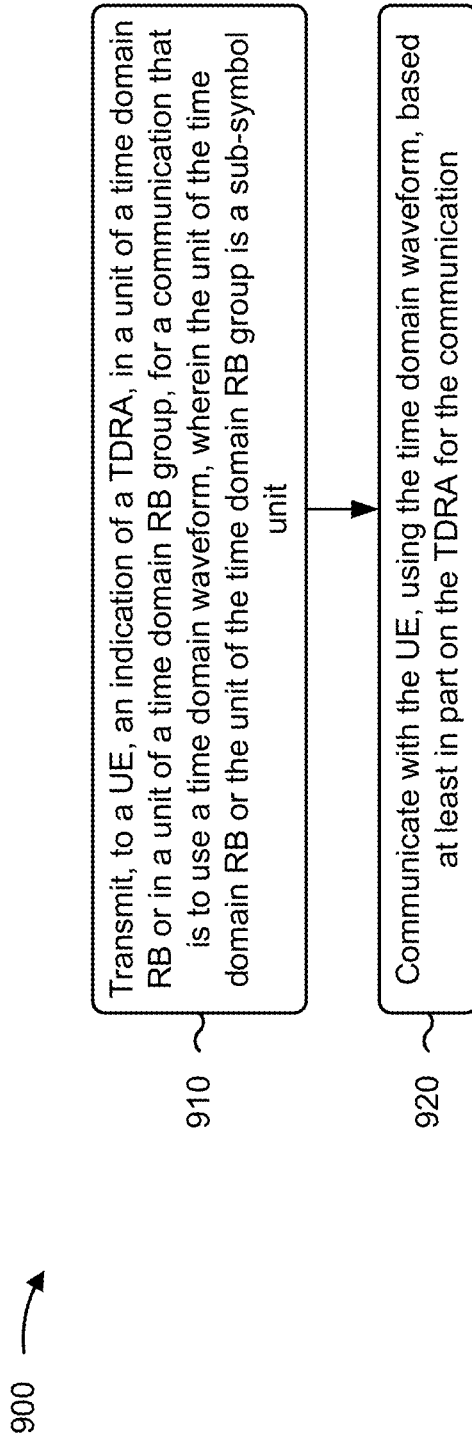 900
910
Transmit, to a UE, an indication of a TDRA, in a unit of a time domain
RB or in a unit of a time domain RB group, for a communication that
is to use a time domain waveform, wherein the unit of the time
domain RB or the unit of the time domain RB group is a sub-symbol
unit
920
Communicate with the UE, using the time domain waveform, based
at least in part on the TDRA for the communication